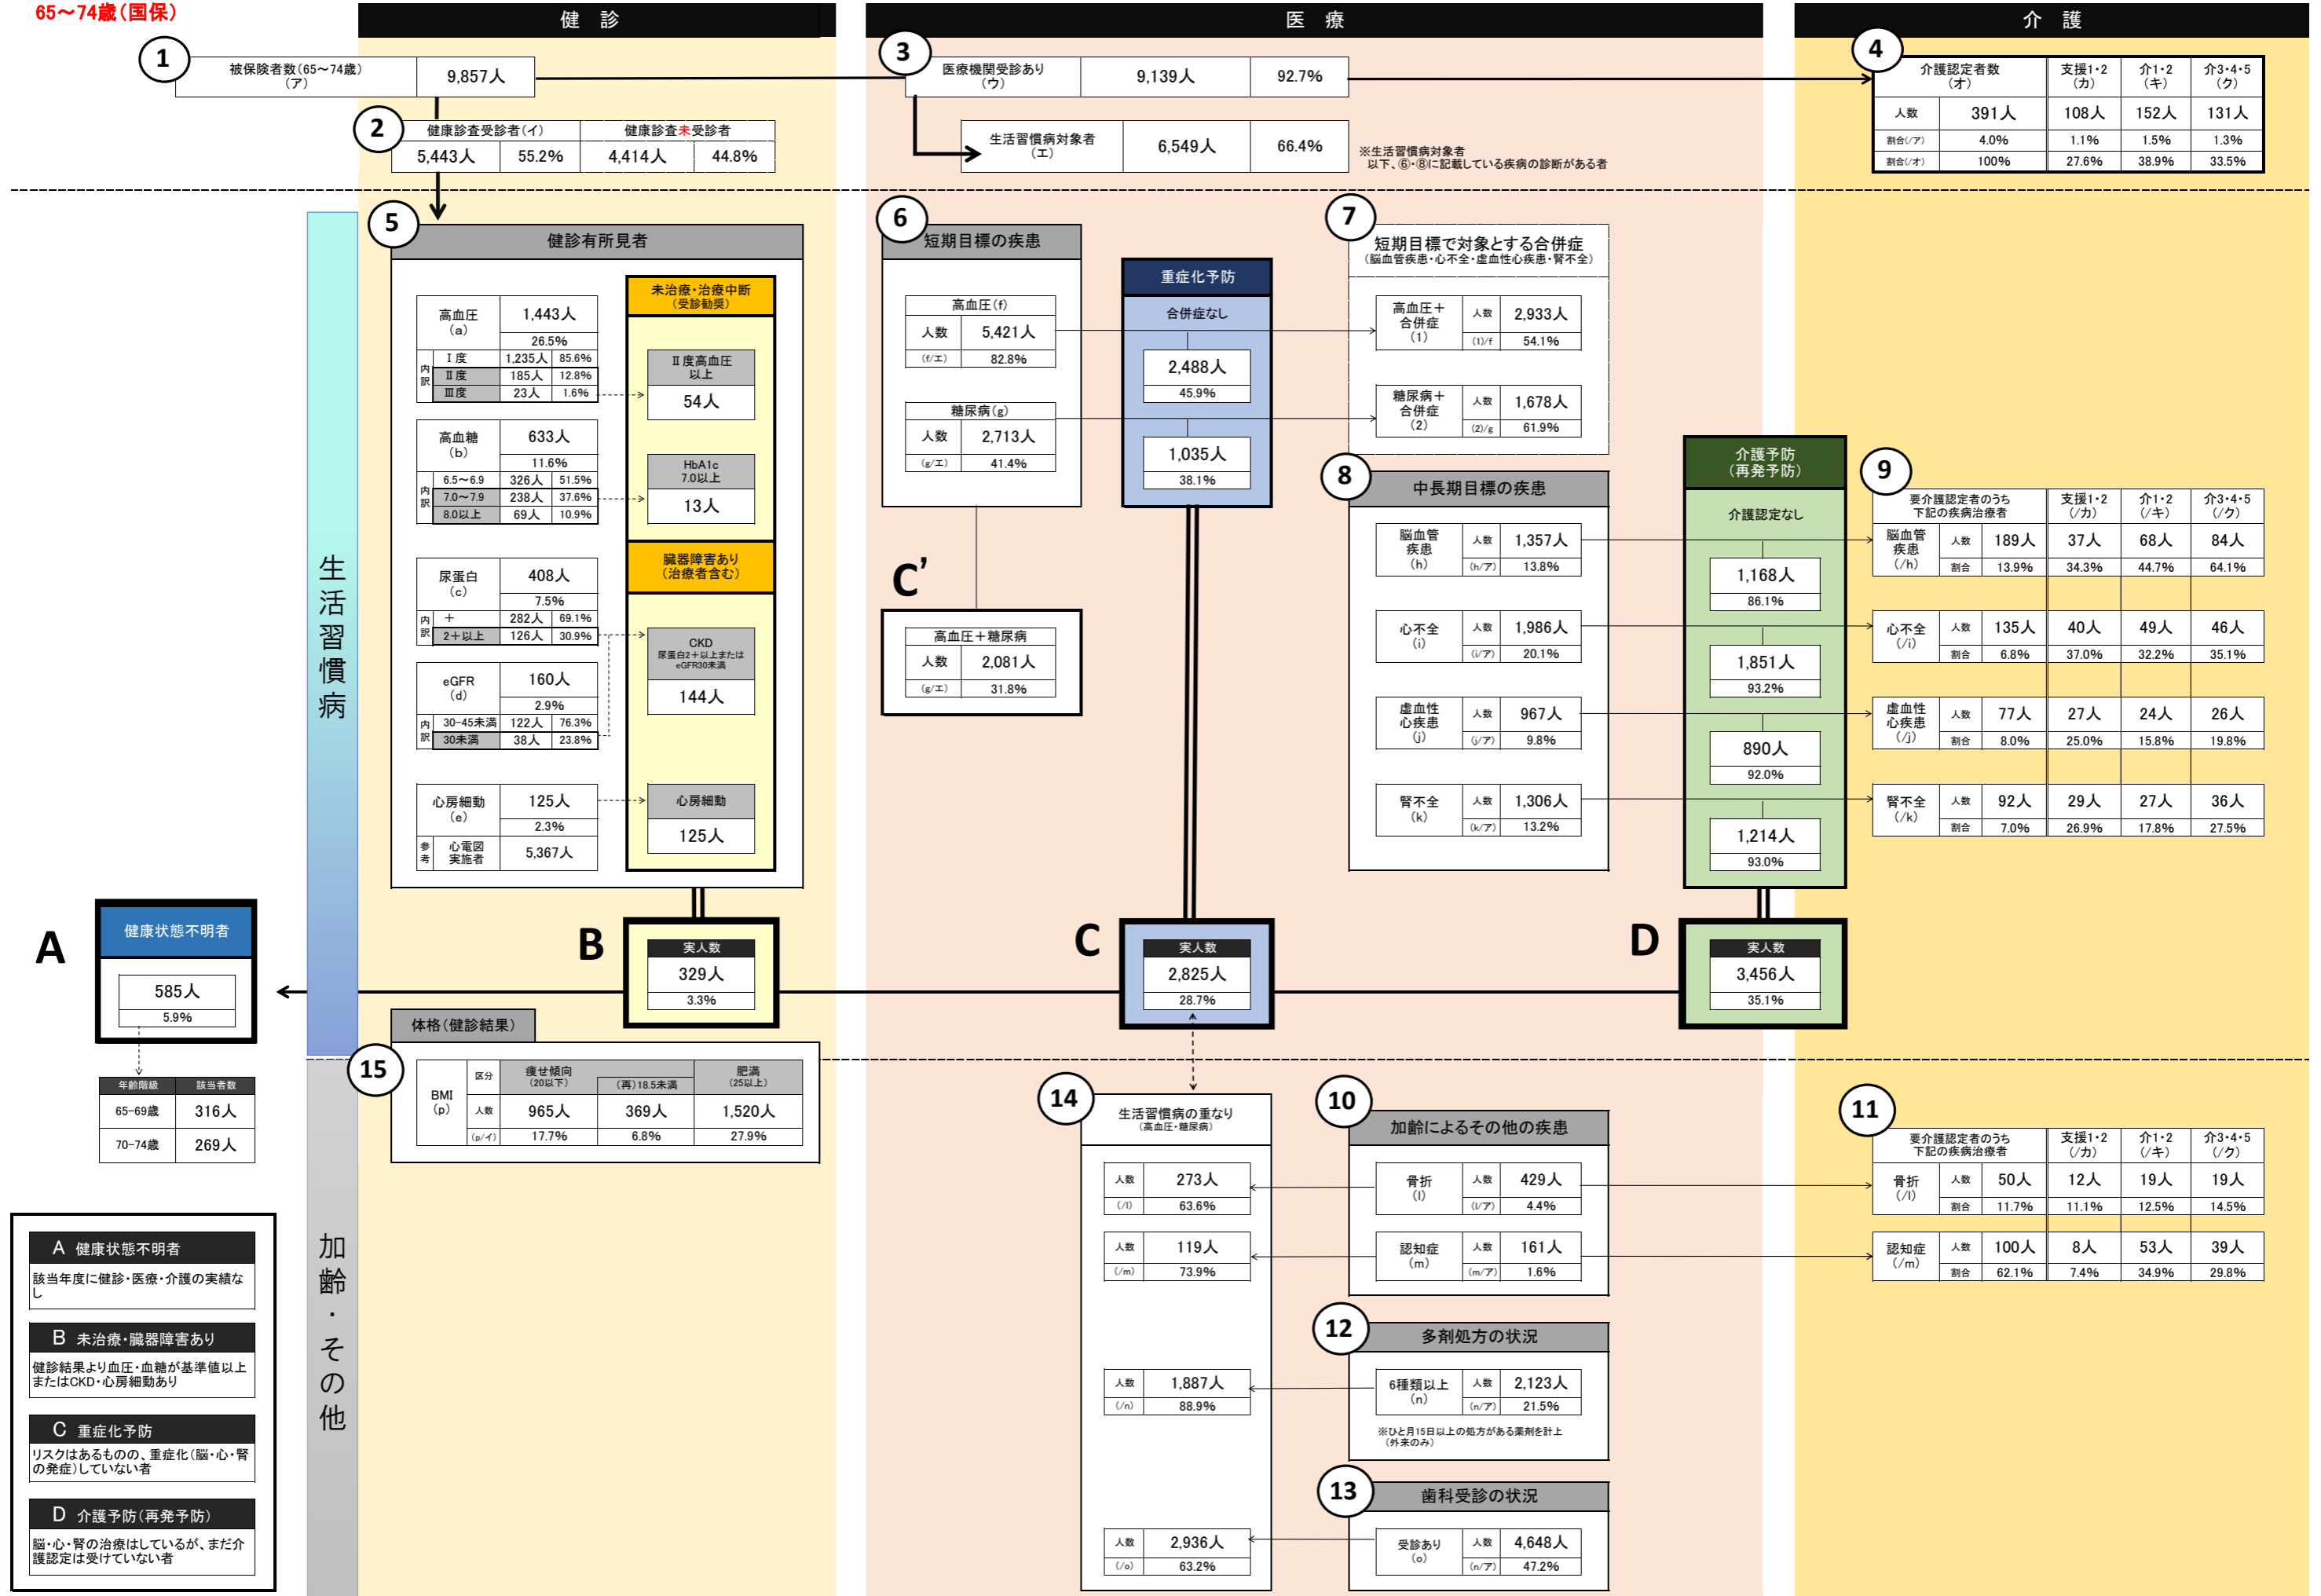 65～74歳（国保）
健　診
医　療
介　護
1
被保険者数（65～74歳）
（ア）
9,857人
2
健康診査受診者（イ）
健康診査未受診者
5,443人
55.2%
4,414人
44.8%
3
医療機関受診あり
（ウ）
9,139人
92.7%
生活習慣病対象者
（エ）
6,549人
66.4%
※生活習慣病対象者
以下、⑥・⑧に記載している疾病の診断がある者
4
介護認定者数
（オ）
支援1・2
（カ）
介1・2
（キ）
介3・4・5
（ク）
人数
391人
108人
152人
131人
割合（/ア）
4.0%
1.1%
1.5%
1.3%
割合（/オ）
100%
27.6%
38.9%
33.5%
生活習慣病
5
健診有所見者
高血圧
（a）
1,443人
26.5%
内訳
Ⅰ度
1,235人
85.6%
Ⅱ度
185人
12.8%
Ⅲ度
23人
1.6%
高血糖
（b）
633人
11.6%
内訳
6.5～6.9
326人
51.5%
7.0～7.9
238人
37.6%
8.0以上
69人
10.9%
尿蛋白
（c）
408人
7.5%
内訳
＋
282人
69.1%
2＋以上
126人
30.9%
eGFR
（d）
160人
2.9%
内訳
30-45未満
122人
76.3%
30未満
38人
23.8%
心房細動
（e）
125人
2.3%
参考
心電図
実施者
5,367人
未治療・治療中断
（受診勧奨）
Ⅱ度高血圧
以上
54人
HbA1c
7.0以上
13人
臓器障害あり
（治療者含む）
CKD
尿蛋白2＋以上または
eGFR30未満
144人
心房細動
125人
6
短期目標の疾患
高血圧（f）
人数
5,421人
（f/エ）
82.8%
糖尿病（g）
人数
2,713人
（g/エ）
41.4%
C'
高血圧＋糖尿病
人数
2,081人
（g/エ）
31.8%
重症化予防
合併症なし
2,488人
45.9%
1,035人
38.1%
7
短期目標で対象とする合併症
（脳血管疾患・心不全・虚血性心疾患・腎不全）
高血圧＋
合併症
（1）
人数
2,933人
（1）/f
54.1%
糖尿病＋
合併症
（2）
人数
1,678人
（2）/g
61.9%
8
中長期目標の疾患
脳血管
疾患
（h）
人数
1,357人
（h/ア）
13.8%
心不全
（i）
人数
1,986人
（i/ア）
20.1%
虚血性
心疾患
（j）
人数
967人
（j/ア）
9.8%
腎不全
（k）
人数
1,306人
（k/ア）
13.2%
介護予防
（再発予防）
介護認定なし
1,168人
86.1%
1,851人
93.2%
890人
92.0%
1,214人
93.0%
9
要介護認定者のうち
下記の疾病治療者
支援1・2
（/カ）
介1・2
（/キ）
介3・4・5
（/ク）
脳血管
疾患
（/h）
人数
189人
37人
68人
84人
割合
13.9%
34.3%
44.7%
64.1%
心不全
（/i）
人数
135人
40人
49人
46人
割合
6.8%
37.0%
32.2%
35.1%
虚血性
心疾患
（/j）
人数
77人
27人
24人
26人
割合
8.0%
25.0%
15.8%
19.8%
腎不全
（/k）
人数
92人
29人
27人
36人
割合
7.0%
26.9%
17.8%
27.5%
A
健康状態不明者
585人
5.9%
年齢階級
該当者数
65-69歳
316人
70-74歳
269人
B
実人数
329人
3.3%
C
実人数
2,825人
28.7%
D
実人数
3,456人
35.1%
体格（健診結果）
15
BMI
（p）
区分
痩せ傾向
（20以下）
（再）18.5未満
肥満
（25以上）
人数
965人
369人
1,520人
（p/イ）
17.7%
6.8%
27.9%
加齢・その他
14
生活習慣病の重なり
（高血圧・糖尿病）
人数
273人
（/l）
63.6%
人数
119人
（/m）
73.9%
人数
1,887人
（/n）
88.9%
人数
2,936人
（/o）
63.2%
10
加齢によるその他の疾患
骨折
（l）
人数
429人
（l/ア）
4.4%
認知症
（m）
人数
161人
（m/ア）
1.6%
12
多剤処方の状況
6種類以上
（n）
人数
2,123人
（n/ア）
21.5%
※ひと月15日以上の処方がある薬剤を計上
（外来のみ）
13
歯科受診の状況
受診あり
（o）
人数
4,648人
（n/ア）
47.2%
11
要介護認定者のうち
下記の疾病治療者
支援1・2
（/カ）
介1・2
（/キ）
介3・4・5
（/ク）
骨折
（/l）
人数
50人
12人
19人
19人
割合
11.7%
11.1%
12.5%
14.5%
認知症
（/m）
人数
100人
8人
53人
39人
割合
62.1%
7.4%
34.9%
29.8%
A　健康状態不明者
該当年度に健診・医療・介護の実績な
し
B　未治療・臓器障害あり
健診結果より血圧・血糖が基準値以上
またはCKD・心房細動あり
C　重症化予防
リスクはあるものの、重症化（脳・心・腎
の発症）していない者
D　介護予防（再発予防）
脳・心・腎の治療はしているが、まだ介
護認定は受けていない者